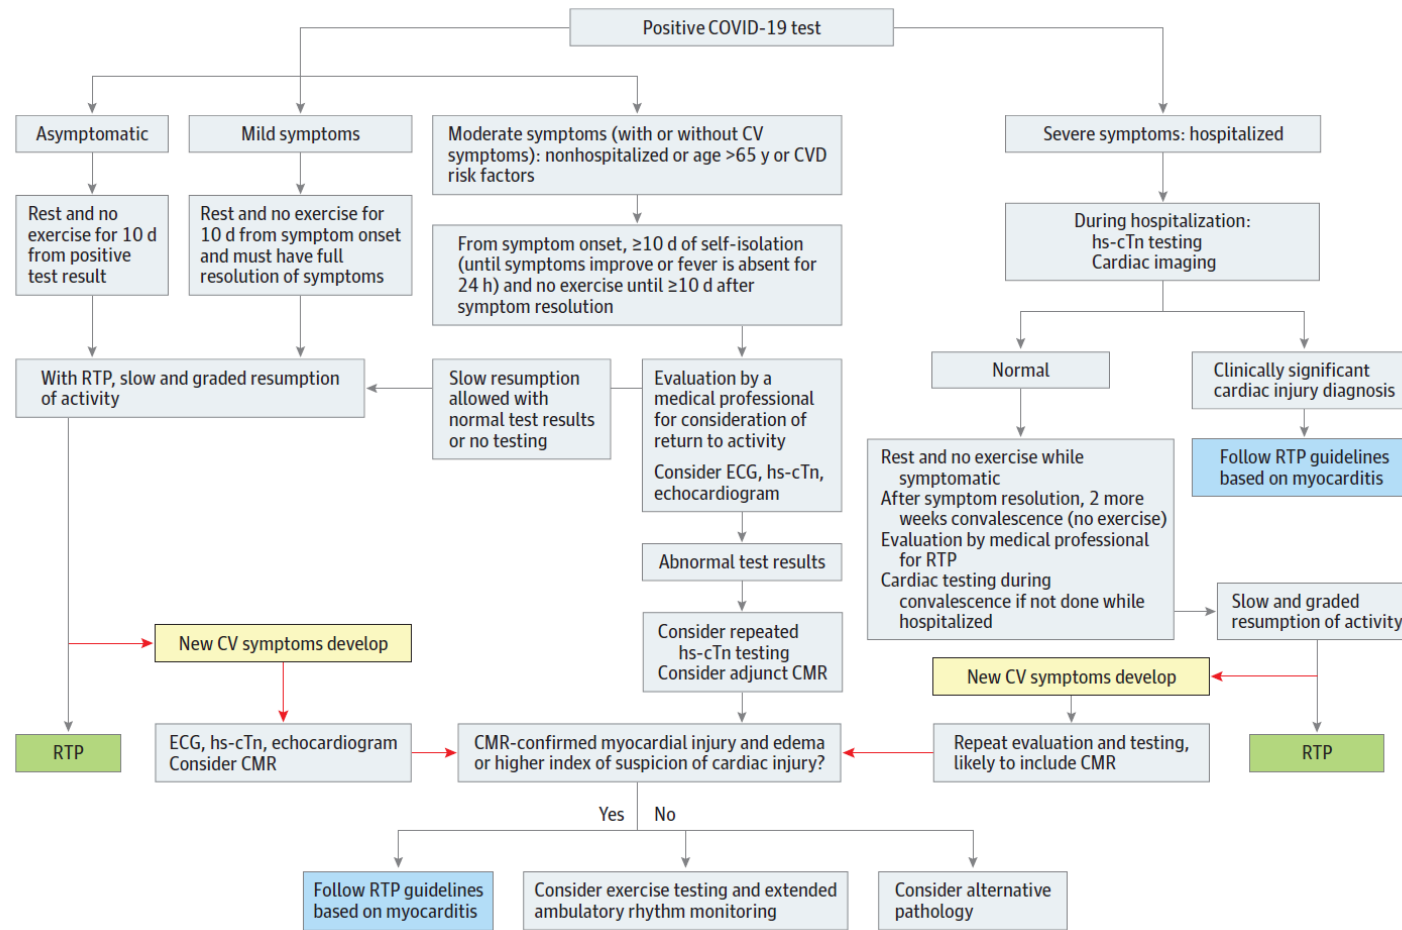 Positive COVID-19 test
Asymptomatic
Mild symptoms
Moderate symptoms (with or without CV
symptoms): nonhospitalized or age >65 y or CVD
risk factors
Severe symptoms: hospitalized
Rest and no
exercise for 10 d
from positive
test result
Rest and no exercise for
10 d from symptom onset
and must have full
resolution of symptoms
From symptom onset, ≥10 d of self-isolation
(until symptoms improve or fever is absent for
24 h) and no exercise until ≥10 d after
symptom resolution
During hospitalization:
hs-cTn testing
Cardiac imaging
With RTP, slow and graded resumption
of activity
Slow resumption
allowed with
normal test results
or no testing
Evaluation by a
medical professional
for consideration of
return to activity
Consider ECG, hs-cTn,
echocardiogram
Normal
Clinically significant
cardiac injury diagnosis
Rest and no exercise while
symptomatic
After symptom resolution, 2 more
weeks convalescence (no exercise)
Evaluation by medical professional
for RTP
Cardiac testing during
convalescence if not done while
hospitalized
Follow RTP guidelines
based on myocarditis
Abnormal test results
Slow and graded
resumption of activity
New CV symptoms develop
Consider repeated
hs-cTn testing
Consider adjunct CMR
New CV symptoms develop
RTP
ECG, hs-cTn, echocardiogram
Consider CMR
CMR-confirmed myocardial injury and edema
or higher index of suspicion of cardiac injury?
Repeat evaluation and testing,
likely to include CMR
RTP
Yes
No
Follow RTP guidelines
based on myocarditis
Consider exercise testing and extended
ambulatory rhythm monitoring
Consider alternative
pathology